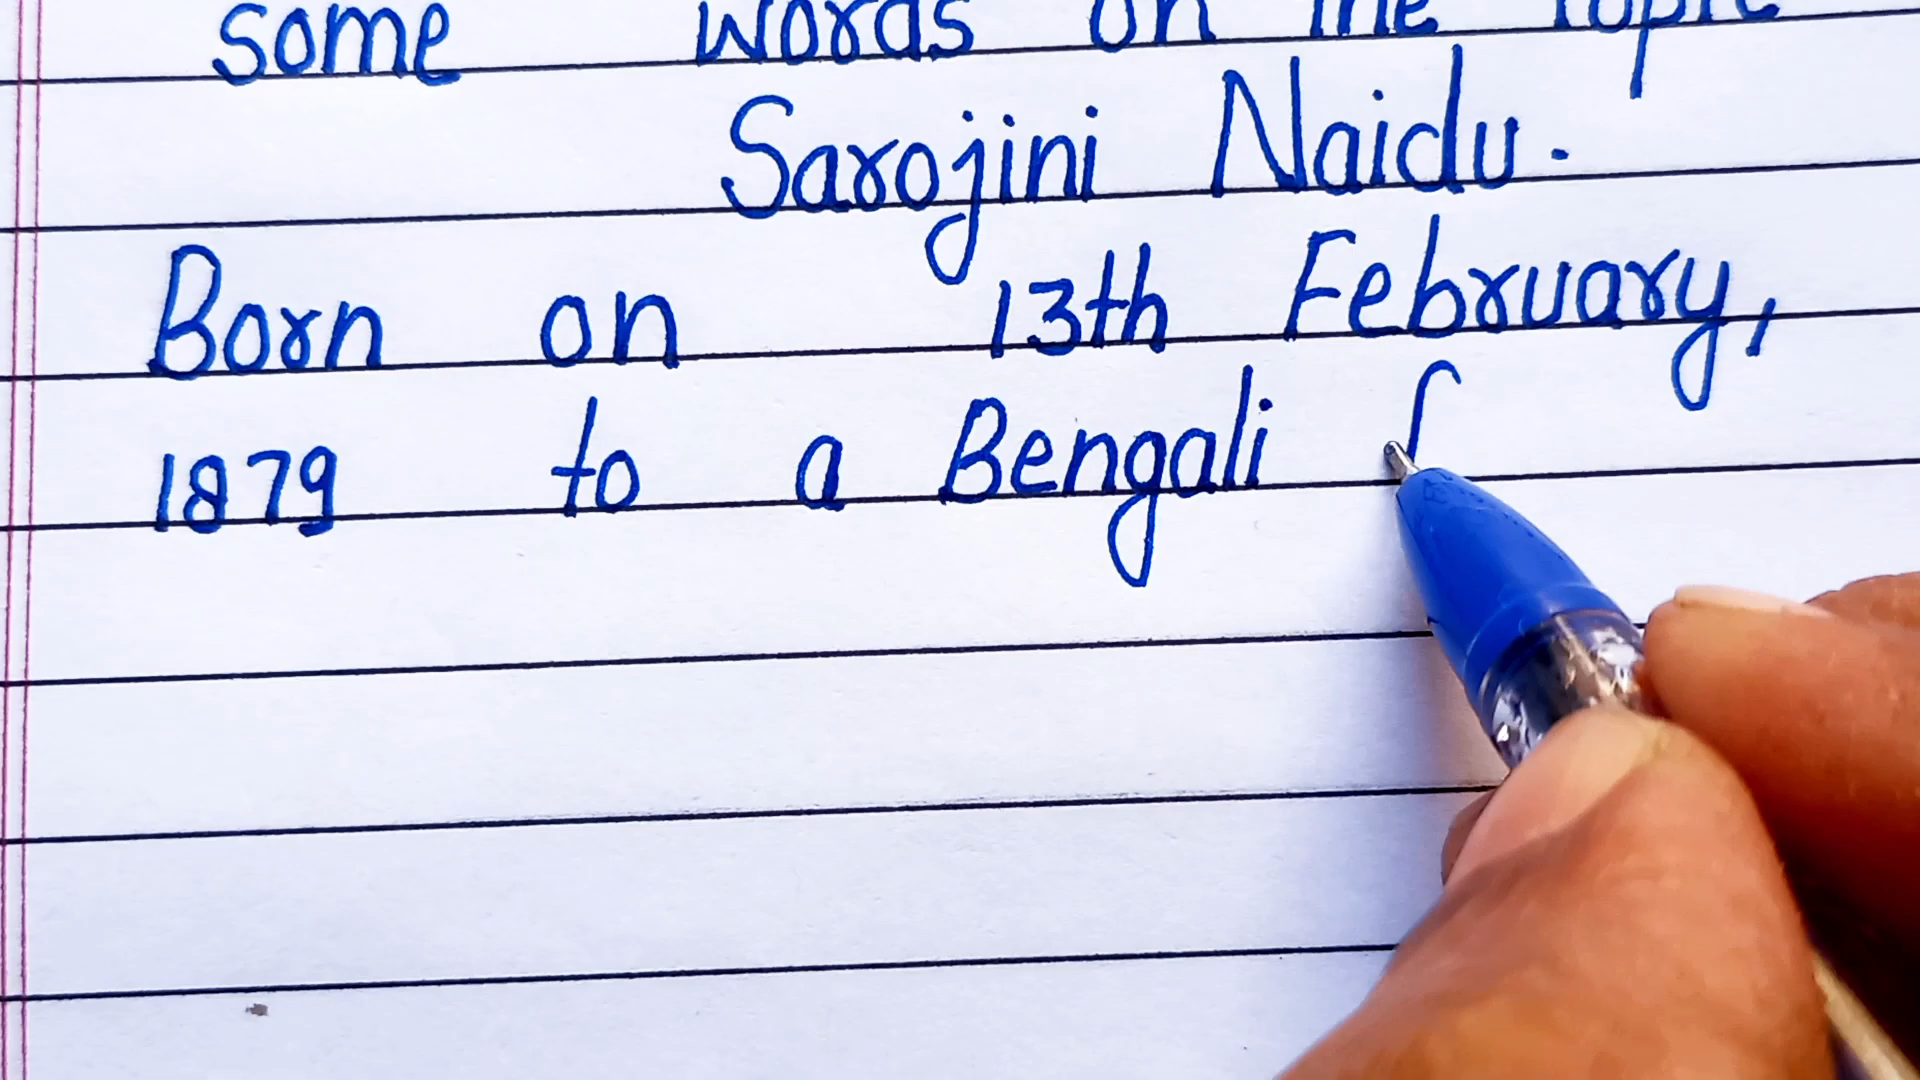 some words on the topic
Sarojini Naidu.
Born on 13th February,
1879 to a Bengali f